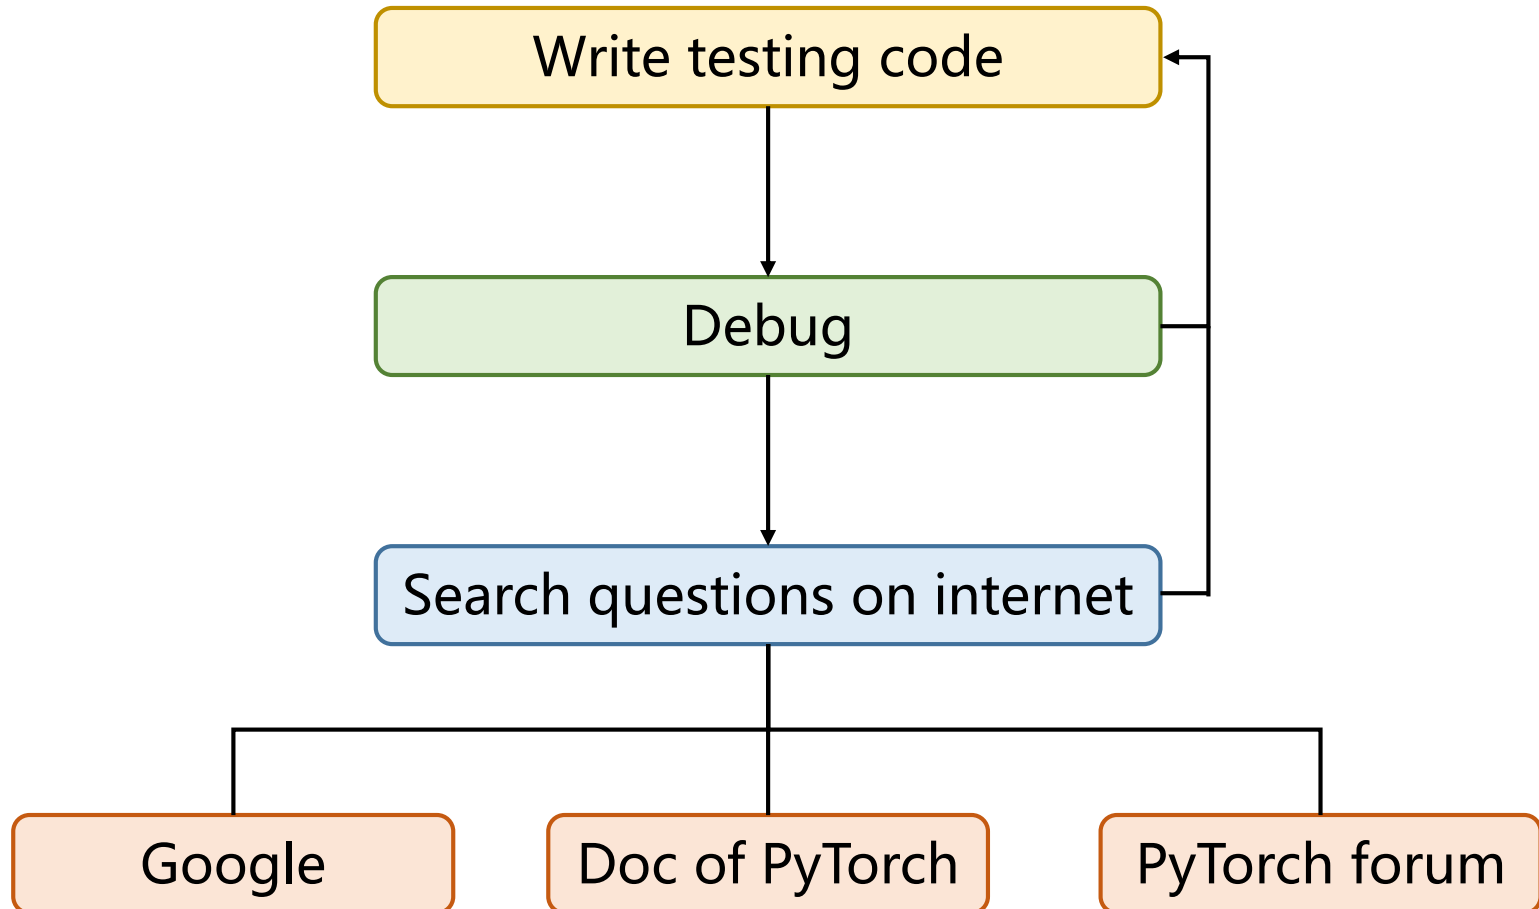 Write testing code
Debug
Search questions on internet
Google
Doc of PyTorch
PyTorch forum